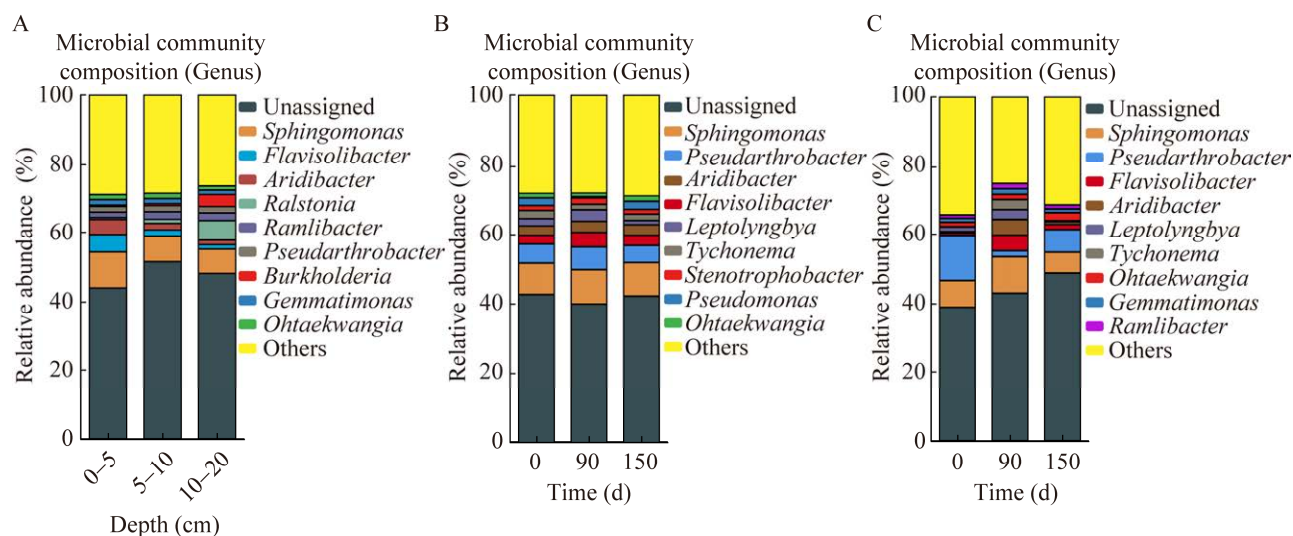 A
Microbial community
composition (Genus)
Relative abundance (%)
100
80
60
40
20
0
0–5
5–10
10–20
Depth (cm)
Unassigned
Sphingomonas
Flavisolibacter
Aridibacter
Ralstonia
Ramlibacter
Pseudarthrobacter
Burkholderia
Gemmatimonas
Ohtaekwangia
Others
B
Microbial community
composition (Genus)
Relative abundance (%)
100
80
60
40
20
0
0
90
150
Time (d)
Unassigned
Sphingomonas
Pseudarthrobacter
Aridibacter
Flavisolibacter
Leptolyngbya
Tychonema
Stenotrophobacter
Pseudomonas
Ohtaekwangia
Others
C
Microbial community
composition (Genus)
Relative abundance (%)
100
80
60
40
20
0
0
90
150
Time (d)
Unassigned
Sphingomonas
Pseudarthrobacter
Flavisolibacter
Aridibacter
Leptolyngbya
Tychonema
Ohtaekwangia
Gemmatimonas
Ramlibacter
Others